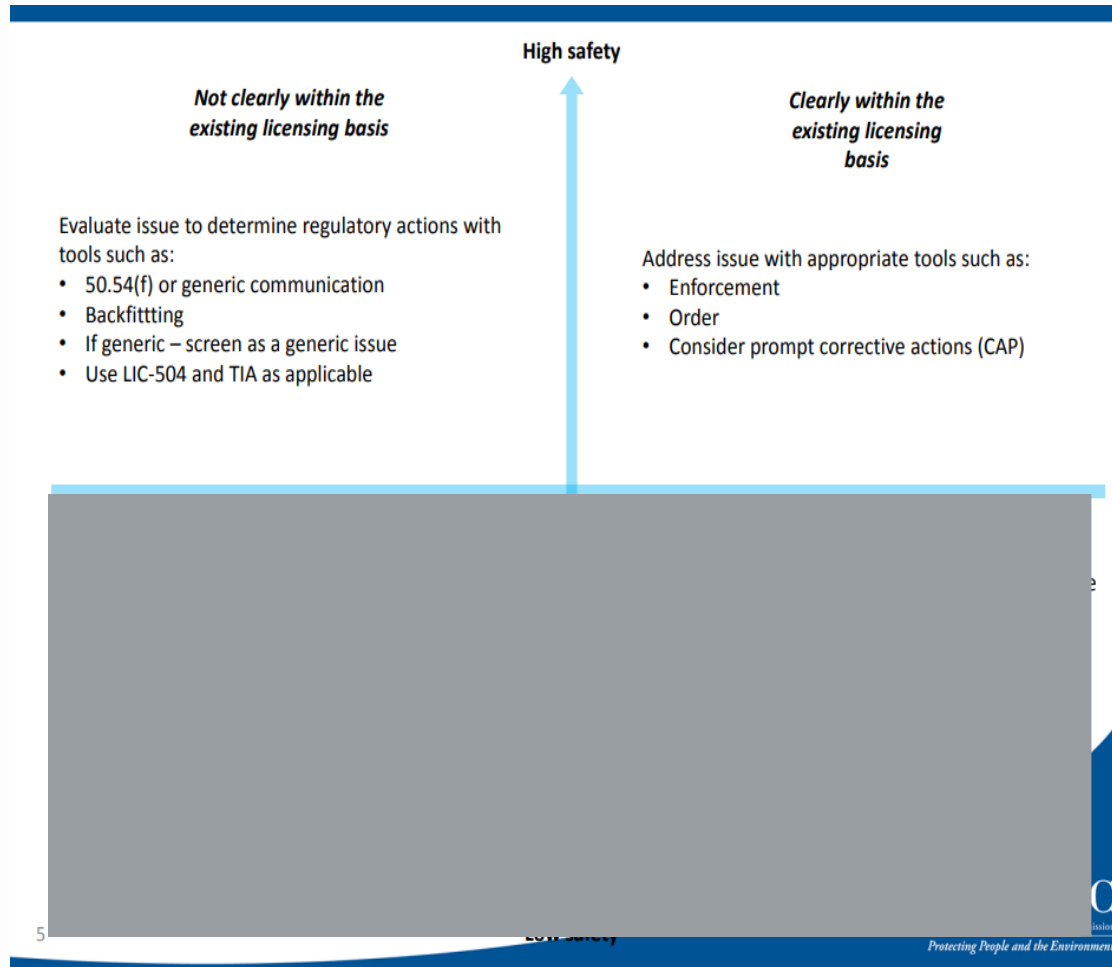 High safety
Not clearly within the
existing licensing basis
Clearly within the
existing licensing
basis
Evaluate issue to determine regulatory actions with
tools such as:
• 50.54(f) or generic communication
• Backfittting
• If generic – screen as a generic issue
• Use LIC-504 and TIA as applicable
Address issue with appropriate tools such as:
• Enforcement
• Order
• Consider prompt corrective actions (CAP)
5
Protecting People and the Environment